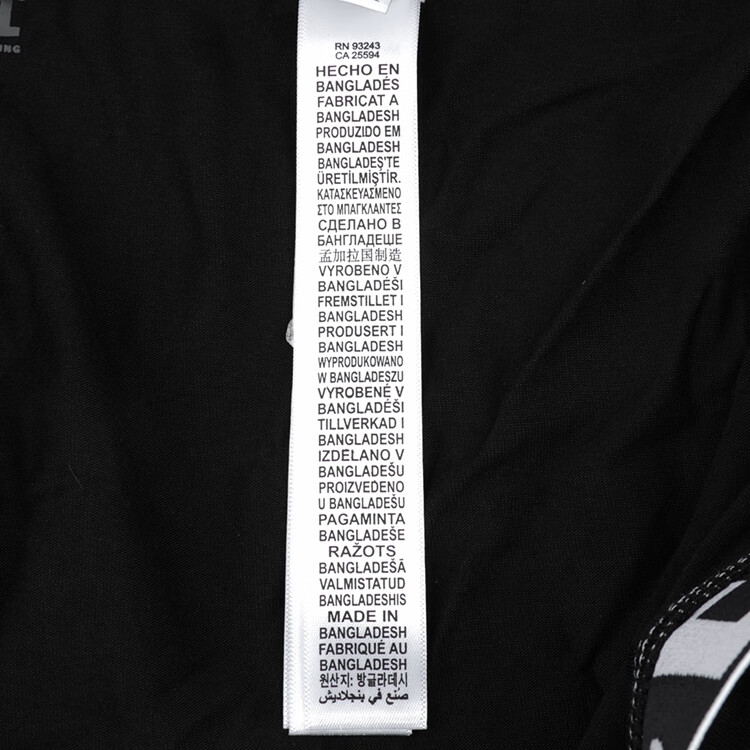 UNG
RN 93243
CA 25594
HECHO EN
BANGLADÉS
FABRICAT A
BANGLADESH
PRODUZIDO EM
BANGLADESH
BANGLADEŞ'TE
ÜRETİLMİŞTİR.
ΚΑΤΑΣΚΕΥΑΣΜΕΝΟ
ΣΤΟ ΜΠΑΓΚΛΑΝΤΕΣ
СДЕЛАНО В
БАНГЛАДЕШЕ
孟加拉国制造
VYROBENO V
BANGLADÉŠI
FREMSTILLET I
BANGLADESH
PRODUSERT I
BANGLADESH
WYPRODUKOWANO
W BANGLADESZU
VYROBENÉ V
BANGLADÉŠI
TILLVERKAD I
BANGLADESH
IZDELANO V
BANGLADEŠU
PROIZVEDENO
U BANGLADEŠU
PAGAMINTA
BANGLADEŠE
RAŽOTS
BANGLADEŠĀ
VALMISTATUD
BANGLADESHIS
MADE IN
BANGLADESH
FABRIQUÉ AU
BANGLADESH
원산지: 방글라데시
صنع في بنجلاديش